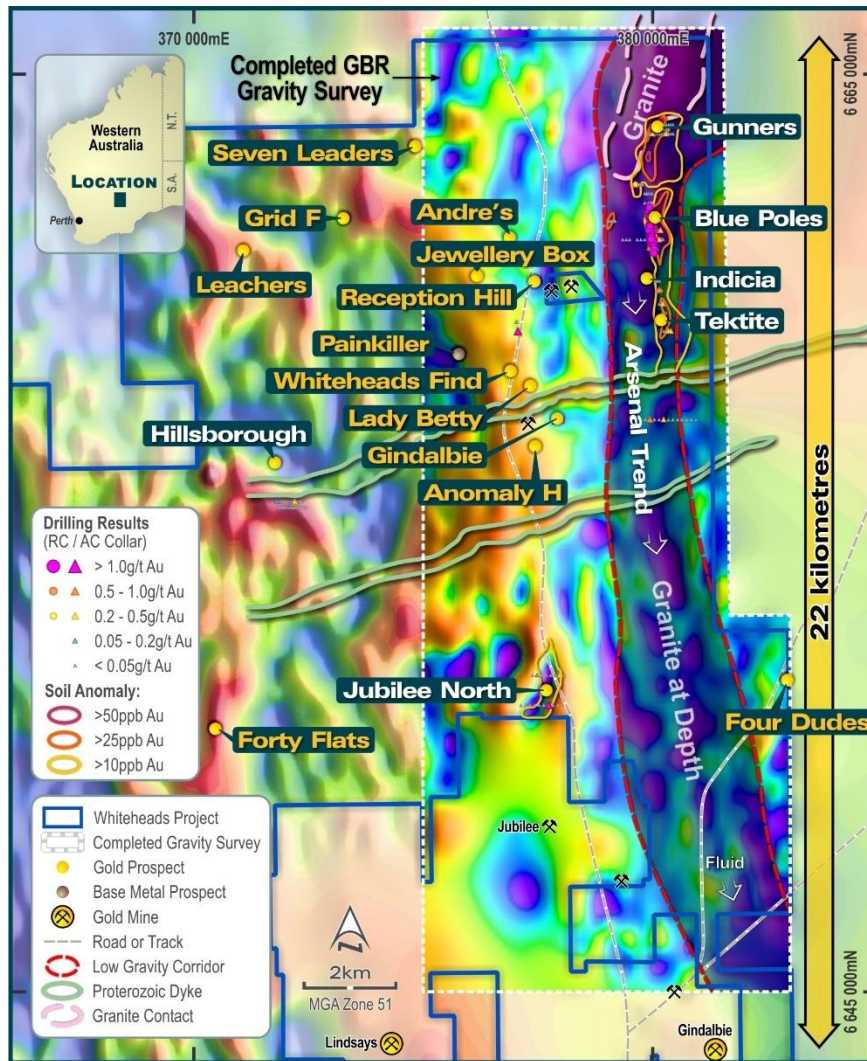 370 000mE
380 000mE
6 665 000mN
Completed GBR
Gravity Survey
Western
Australia
N.T.
S.A.
LOCATION
Perth
Granite
Gunners
Seven Leaders
Grid F
Andre's
Blue Poles
Leachers
Jewellery Box
Reception Hill
Indicia
Tektite
Painkiller
Whiteheads Find
Arsenal Trend
Lady Betty
Hillsborough
Gindalbie
Anomaly H
22 kilometres
Drilling Results
(RC / AC Collar)
> 1.0g/t Au
0.5 - 1.0g/t Au
0.2 - 0.5g/t Au
0.05 - 0.2g/t Au
< 0.05g/t Au
Soil Anomaly:
>50ppb Au
>25ppb Au
>10ppb Au
Granite at Depth
Jubilee North
Four Dudes
Forty Flats
Whiteheads Project
Completed Gravity Survey
Gold Prospect
Base Metal Prospect
Gold Mine
Road or Track
Low Gravity Corridor
Proterozoic Dyke
Granite Contact
Jubilee
Fluid
N
2km
MGA Zone 51
Lindsays
Gindalbie
6 645 000mN